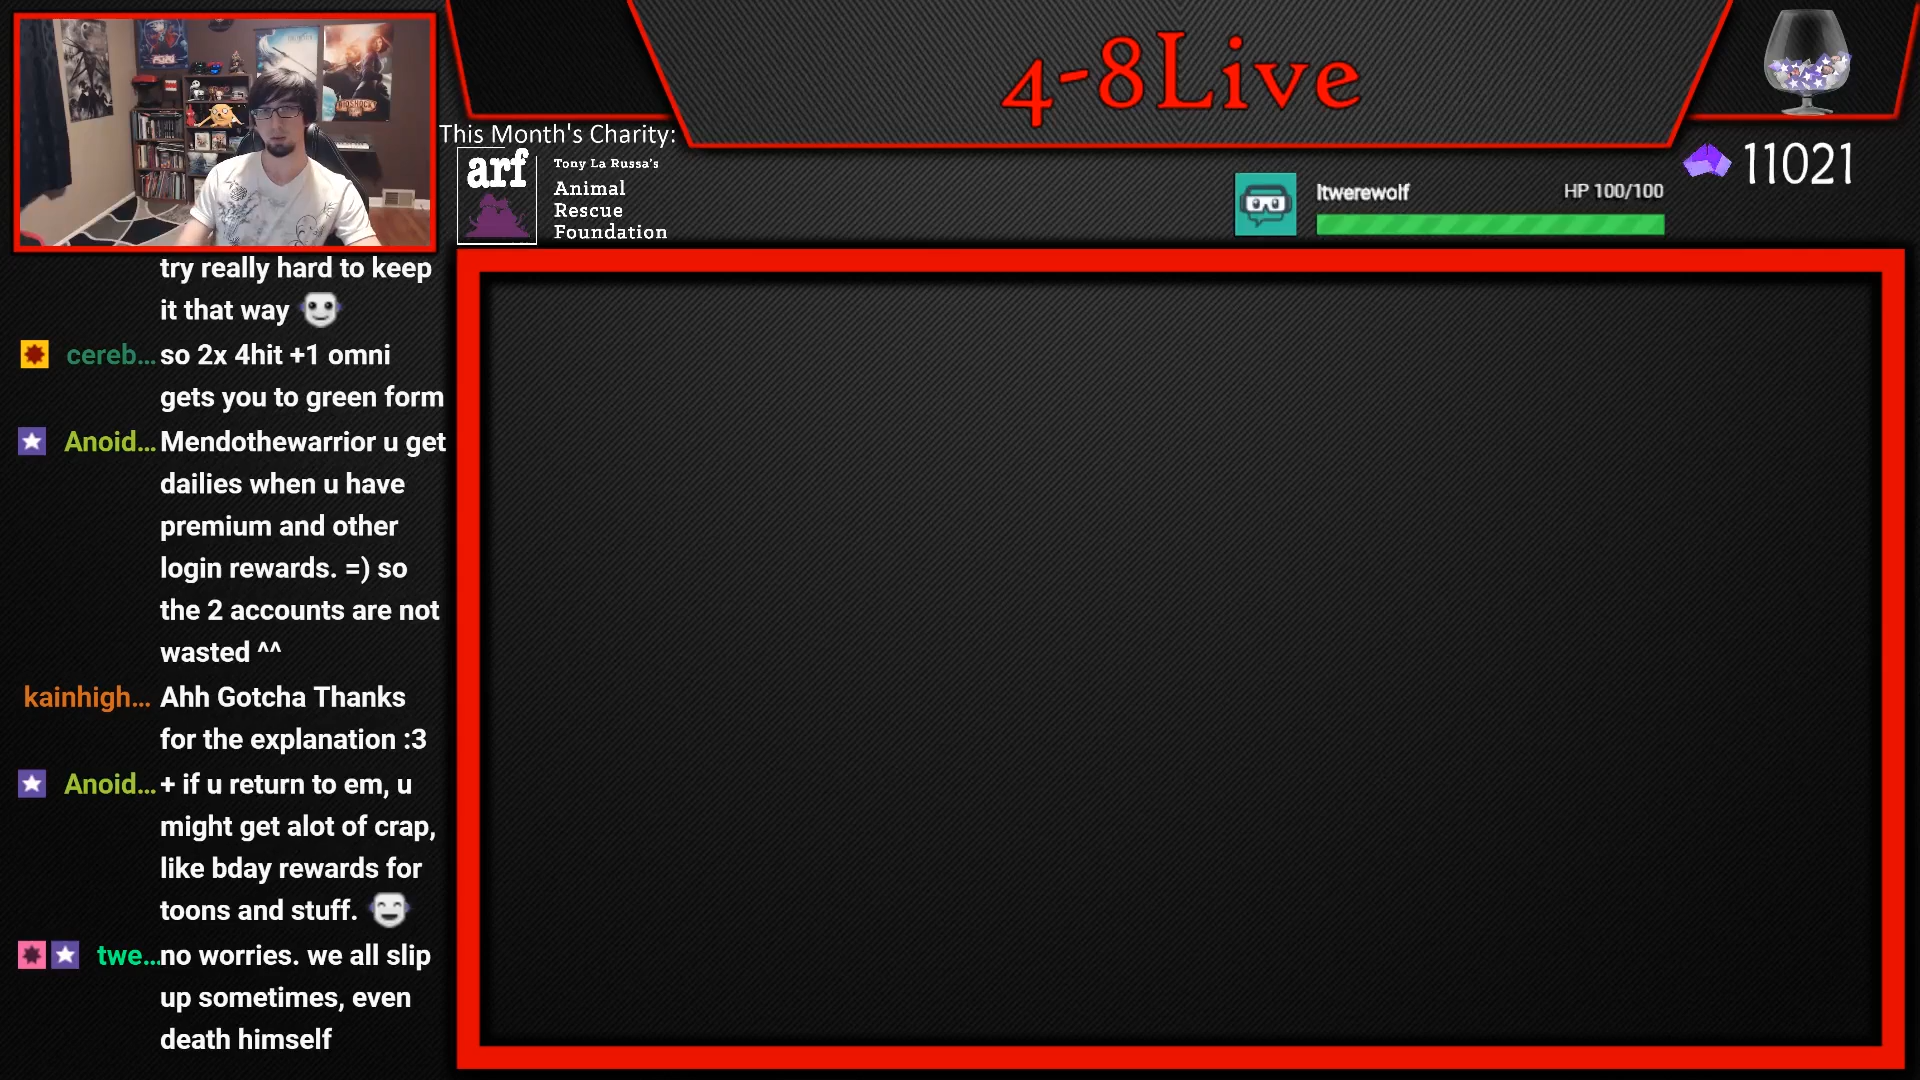 4-8Live
This Month's Charity:
arf
Tony La Russa's
Animal
Rescue
Foundation
ltwerewolf
HP 100/100
11021
try really hard to keep
it that way
cereb... so 2x 4hit +1 omni
gets you to green form
Anoid... Mendothewarrior u get
dailies when u have
premium and other
login rewards. =) so
the 2 accounts are not
wasted ^^
kainhigh... Ahh Gotcha Thanks
for the explanation :3
Anoid... + if u return to em, u
might get alot of crap,
like bday rewards for
toons and stuff.
twe... no worries. we all slip
up sometimes, even
death himself